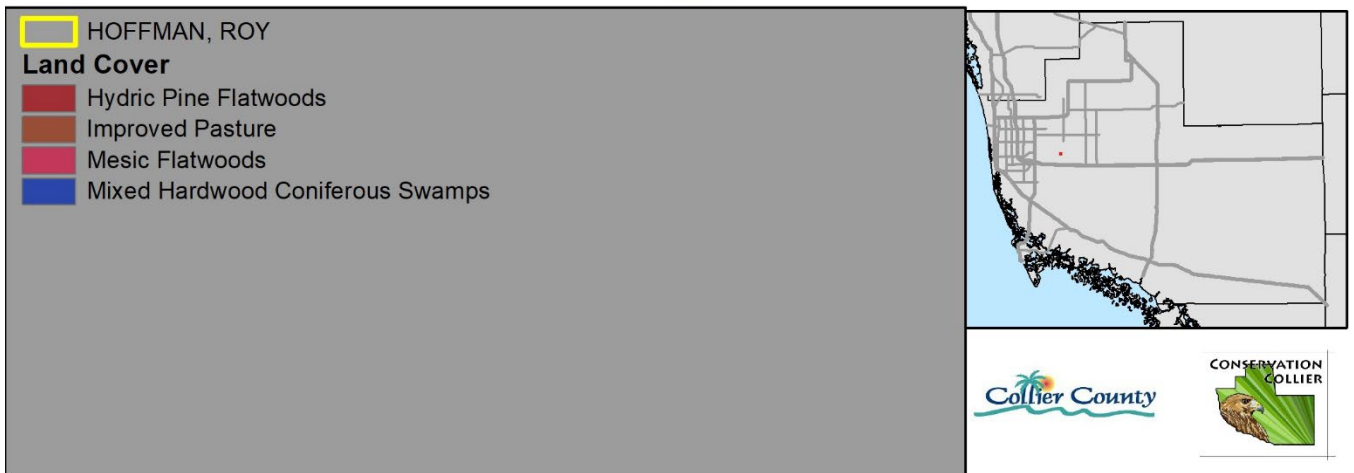 HOFFMAN, ROY
Land Cover
Hydric Pine Flatwoods
Improved Pasture
Mesic Flatwoods
Mixed Hardwood Coniferous Swamps
Collier County
CONSERVATION
COLLIER